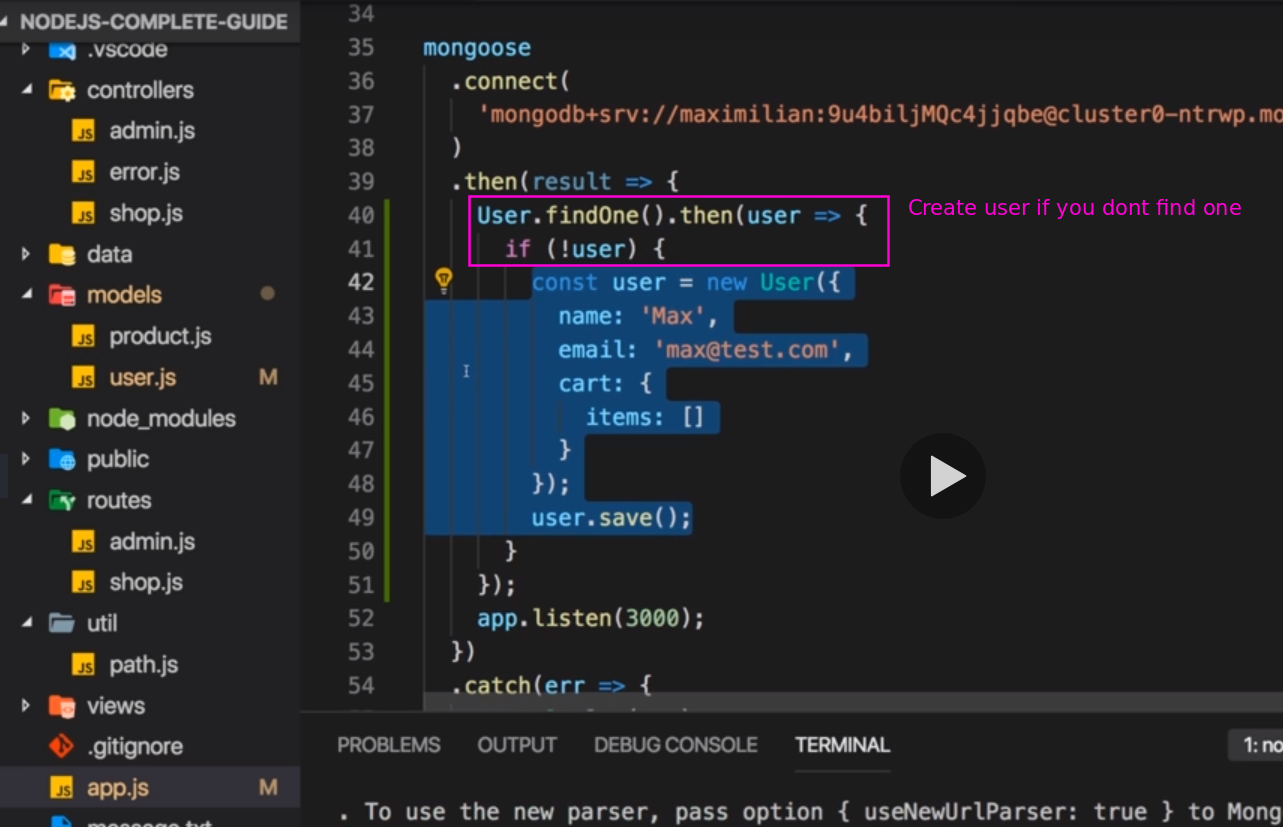 NODEJS-COMPLETE-GUIDE
.vscode
controllers
admin.js
error.js
shop.js
data
models
product.js
user.js M
node_modules
public
routes
admin.js
shop.js
util
path.js
views
.gitignore
app.js M
message.txt
34
35 mongoose
36 .connect(
37 'mongodb+srv://maximilian:9u4biljMQc4jjqbe@cluster0-ntrwp.mo
38 )
39 .then(result => {
40 User.findOne().then(user => {
41 if (!user) {
42 const user = new User({
43 name: 'Max',
44 email: 'max@test.com',
45 cart: {
46 items: []
47 }
48 });
49 user.save();
50 }
51 });
52 app.listen(3000);
53 })
54 .catch(err => {
Create user if you dont find one
PROBLEMS OUTPUT DEBUG CONSOLE TERMINAL 1: no
. To use the new parser, pass option { useNewUrlParser: true } to Mong